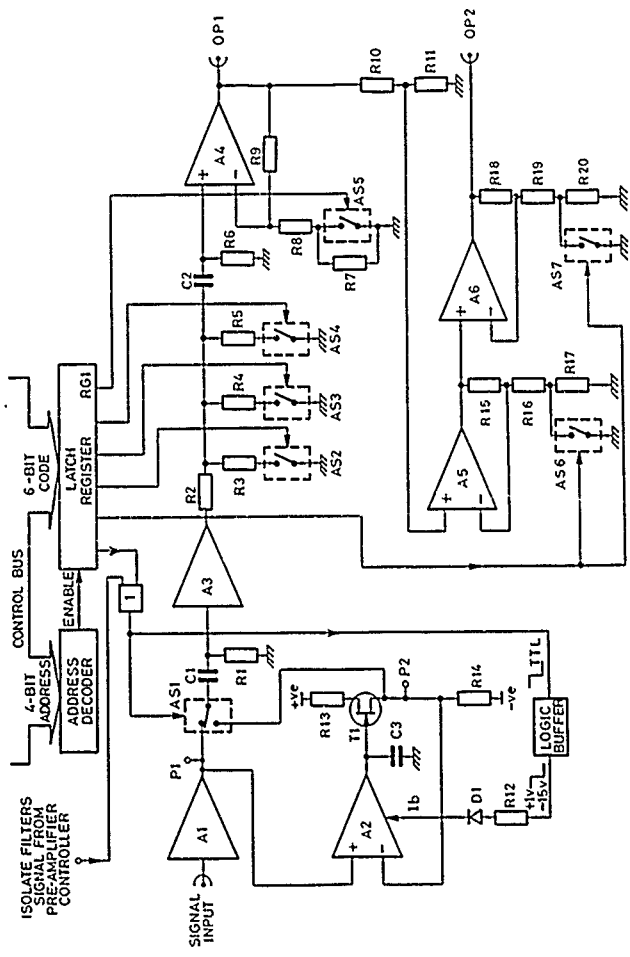 CONTROL BUS
4-BIT
ADDRESS
6-BIT
CODE
ADDRESS
DECODER
ENABLE
LATCH
REGISTER
RG1
ISOLATE FILTERS
SIGNAL FROM
PRE-AMPLIFIER
CONTROLLER
1
SIGNAL
INPUT
A1
P1
AS1
C1
R1
A3
R2
R3
AS2
R4
AS3
R5
AS4
C2
R6
+
-
A4
OP1
R9
R8
R7
AS5
R10
R11
+
-
A2
Ib
C3
T1
R13
+ve
P2
R14
-ve
D1
R12
+1v
-15v
LOGIC
BUFFER
TTL
+
-
A5
R15
R16
R17
AS6
+
-
A6
OP2
R18
R19
R20
AS7